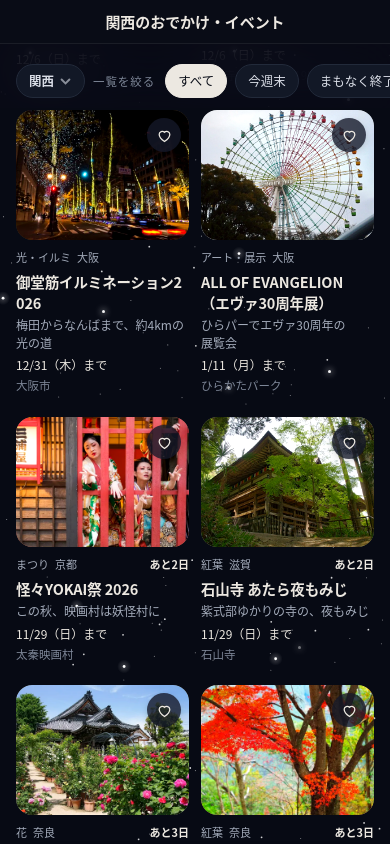 関西のおでかけ・イベント
12/6（日）まで
12/6（日）まで
関西
一覧を絞る
すべて
今週末
まもなく終了
光・イルミ 大阪
御堂筋イルミネーション2
026
梅田からなんばまで、約4kmの
光の道
12/31（木）まで
大阪市
アート・展示 大阪
ALL OF EVANGELION
（エヴァ30周年展）
ひらパーでエヴァ30周年の
展覧会
1/11（月）まで
ひらかたパーク
まつり 京都
あと2日
怪々YOKAI祭 2026
この秋、映画村は妖怪村に
11/29（日）まで
太秦映画村
紅葉 滋賀
あと2日
石山寺 あたら夜もみじ
紫式部ゆかりの寺の、夜もみじ
11/29（日）まで
石山寺
花 奈良
あと3日
紅葉 奈良
あと3日